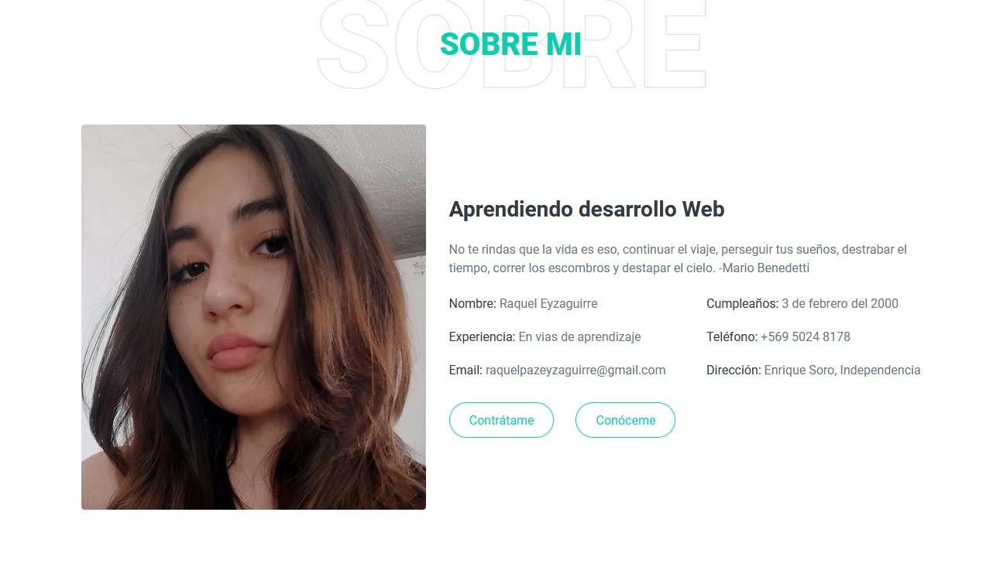 SOBRE
SOBRE MI
Aprendiendo desarrollo Web
No te rindas que la vida es eso, continuar el viaje, perseguir tus sueños, destrabar el
tiempo, correr los escombros y destapar el cielo. -Mario Benedetti
Nombre: Raquel Eyzaguirre
Cumpleaños: 3 de febrero del 2000
Experiencia: En vias de aprendizaje
Teléfono: +569 5024 8178
Email: raquelpazeyzaguirre@gmail.com
Dirección: Enrique Soro, Independencia
Contrátame
Conóceme